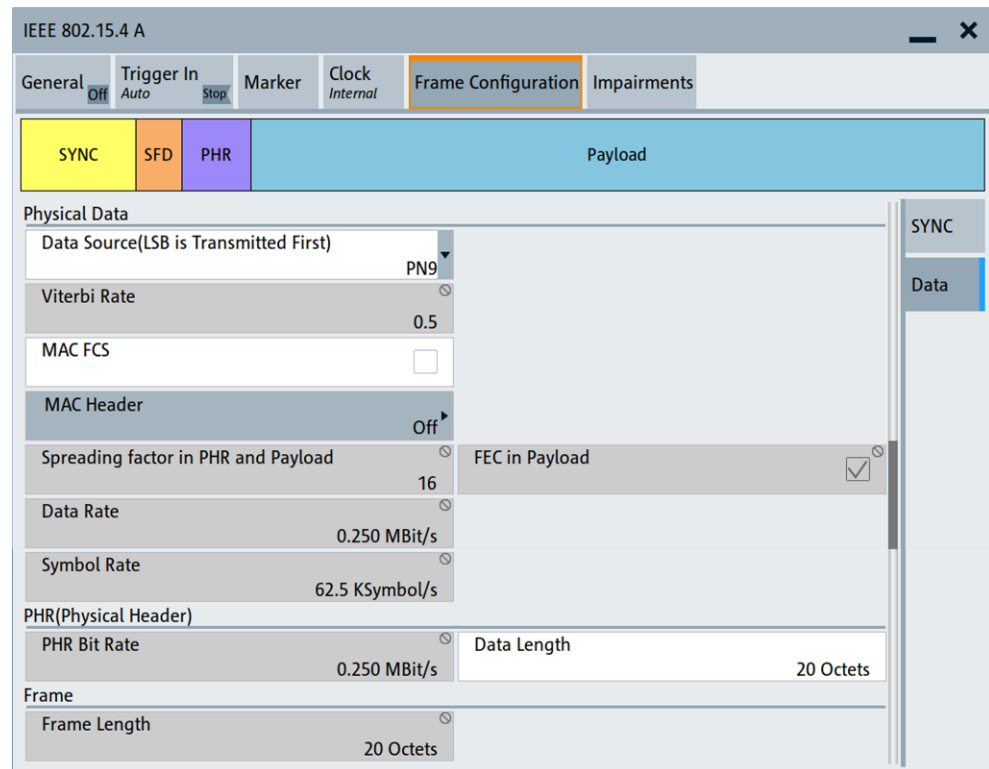 IEEE 802.15.4 A
General Off
Trigger In
Auto Stop
Marker
Clock
Internal
Frame Configuration
Impairments
SYNC
SFD
PHR
Payload
Physical Data
Data Source(LSB is Transmitted First)
PN9
Viterbi Rate
0.5
MAC FCS
MAC Header
Off
Spreading factor in PHR and Payload
16
FEC in Payload
Data Rate
0.250 MBit/s
Symbol Rate
62.5 KSymbol/s
PHR(Physical Header)
PHR Bit Rate
0.250 MBit/s
Data Length
20 Octets
Frame
Frame Length
20 Octets
SYNC
Data